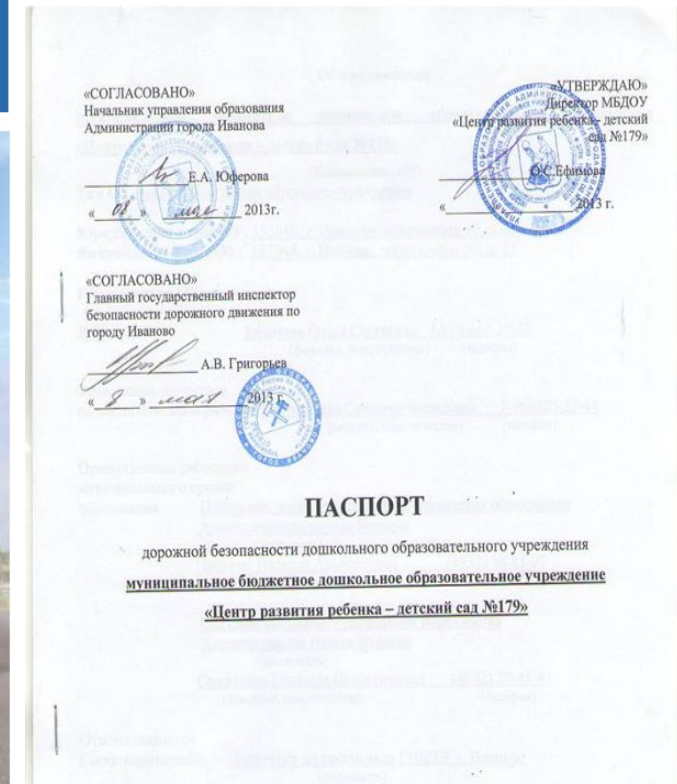 «СОГЛАСОВАНО»
Начальник управления образования
Администрации города Иванова
Е.А. Юферова
« 08 » мая 2013г.
«УТВЕРЖДАЮ»
Директор МБДОУ
«Центр развития ребенка - детский
сад №179»
О.С.Ефимова
« » 2013 г.
«СОГЛАСОВАНО»
Главный государственный инспектор
безопасности дорожного движения по
городу Иваново
А.В. Григорьев
« 8 » мая 2013 г.
ПАСПОРТ
дорожной безопасности дошкольного образовательного учреждения
муниципальное бюджетное дошкольное образовательное учреждение
«Центр развития ребенка – детский сад №179»